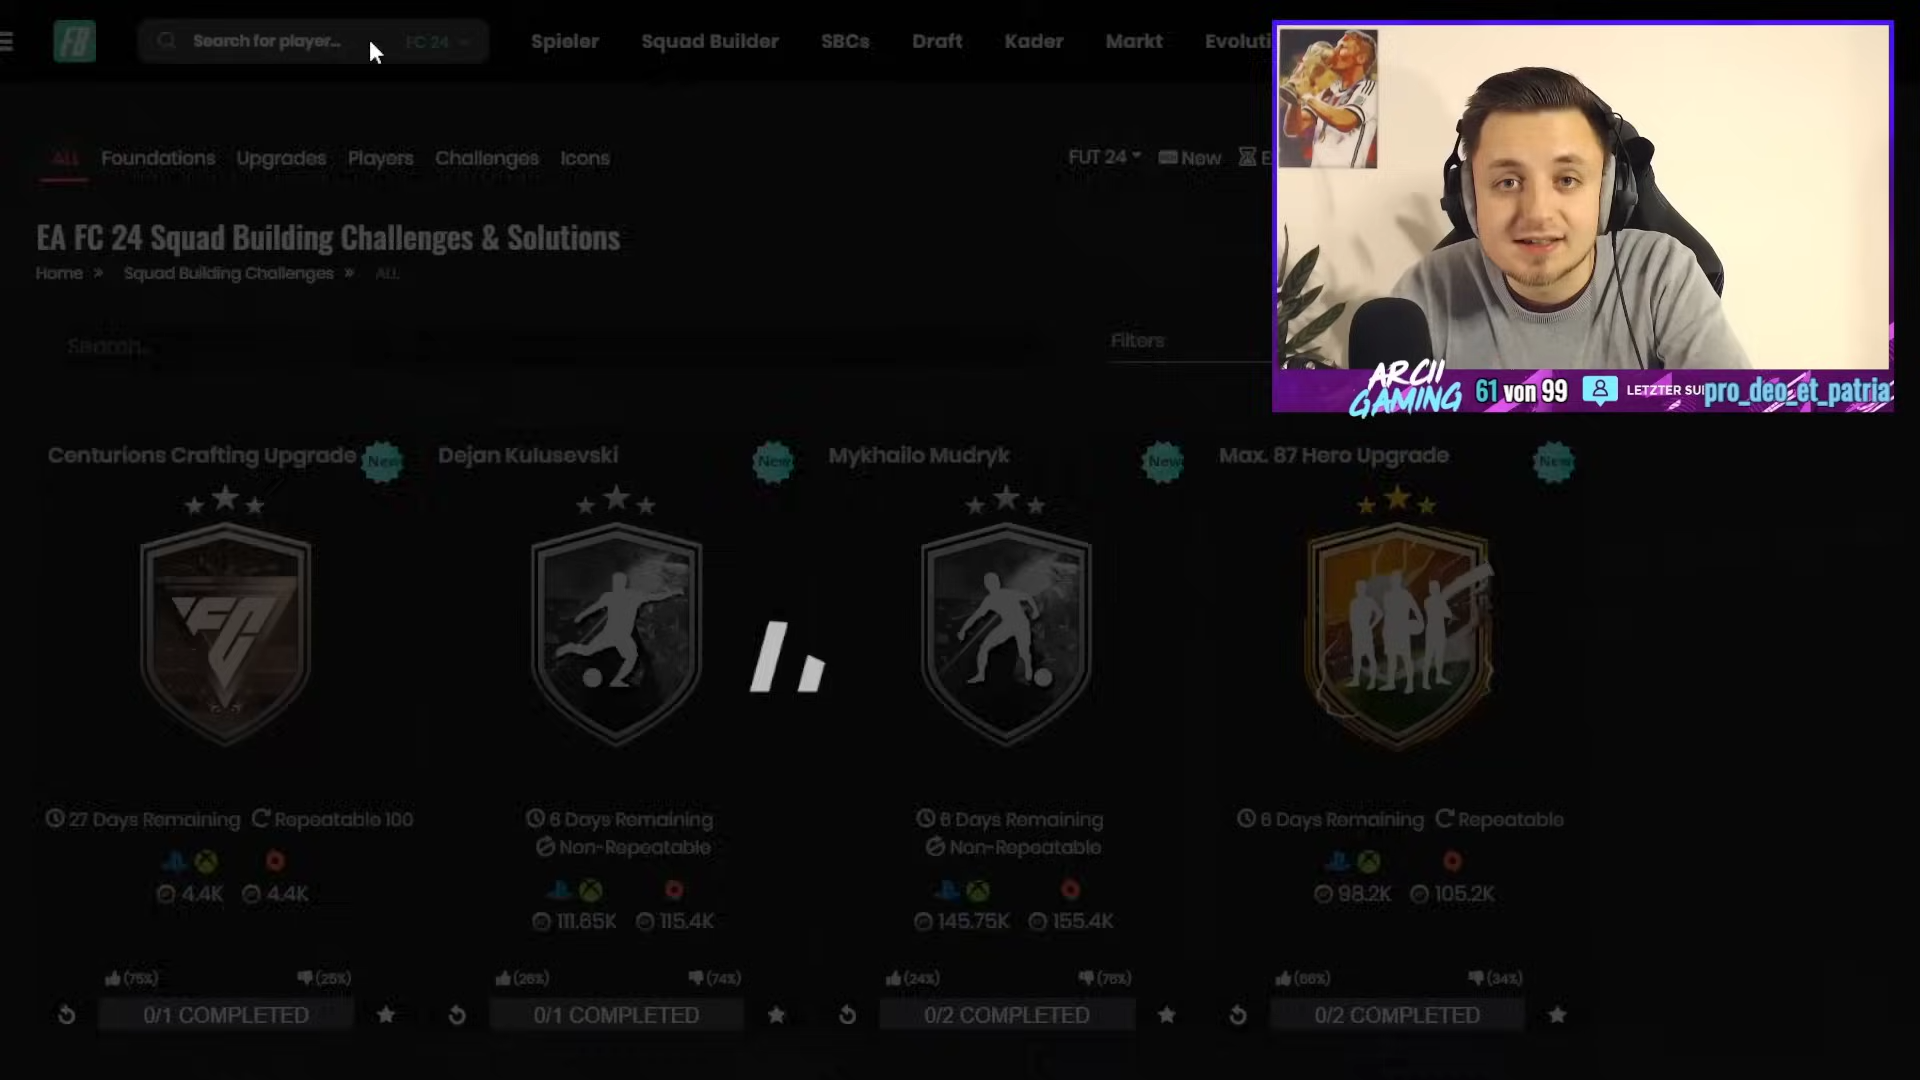 FB
Search for player...
FC 24
Spieler
Squad Builder
SBCs
Draft
Kader
Markt
Evoluti
ALL
Foundations
Upgrades
Players
Challenges
Icons
FUT 24
New
E
EA FC 24 Squad Building Challenges & Solutions
Home »
Squad Building Challenges »
ALL
Search..
Filters
ARCII
GAMING
61 von 99
LETZTER SU
pro_deo_et_patria
Centurions Crafting Upgrade
New
Dejan Kulusevski
New
Mykhailo Mudryk
New
Max. 87 Hero Upgrade
New
FC
27 Days Remaining
Repeatable 100
4.4K
4.4K
(75%)
(25%)
0/1 COMPLETED
6 Days Remaining
Non-Repeatable
111.65K
115.4K
(26%)
(74%)
0/1 COMPLETED
6 Days Remaining
Non-Repeatable
145.75K
155.4K
(24%)
(76%)
0/2 COMPLETED
6 Days Remaining
Repeatable
98.2K
105.2K
(66%)
(34%)
0/2 COMPLETED